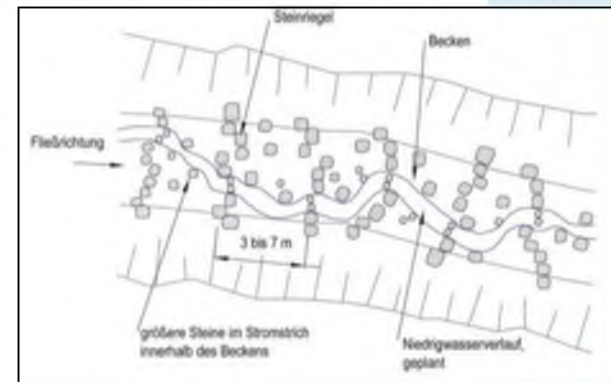 Steinriegel
Becken
Fließrichtung
3 bis 7 m
größere Steine im Stromstrich
innerhalb des Beckens
Niedrigwasserverlauf,
geplant